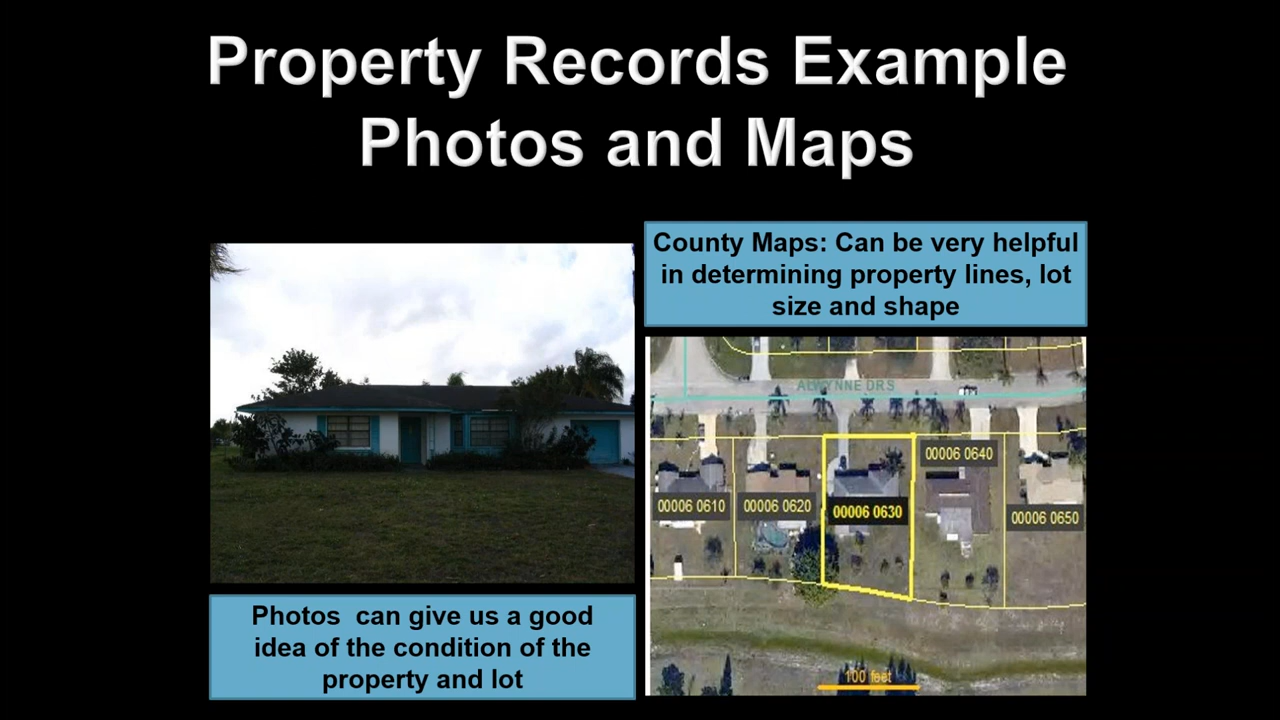 Property Records Example
Photos and Maps
County Maps: Can be very helpful
in determining property lines, lot
size and shape
ALWYNNE DR S
00006 0640
00006 0610
00006 0620
00006 0630
00006 0650
100 feet
Photos  can give us a good
idea of the condition of the
property and lot